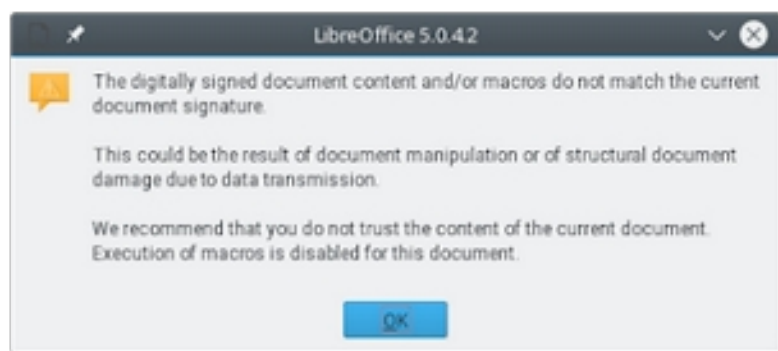 LibreOffice 5.0.4.2
The digitally signed document content and/or macros do not match the current
document signature.
This could be the result of document manipulation or of structural document
damage due to data transmission.
We recommend that you do not trust the content of the current document.
Execution of macros is disabled for this document.
OK